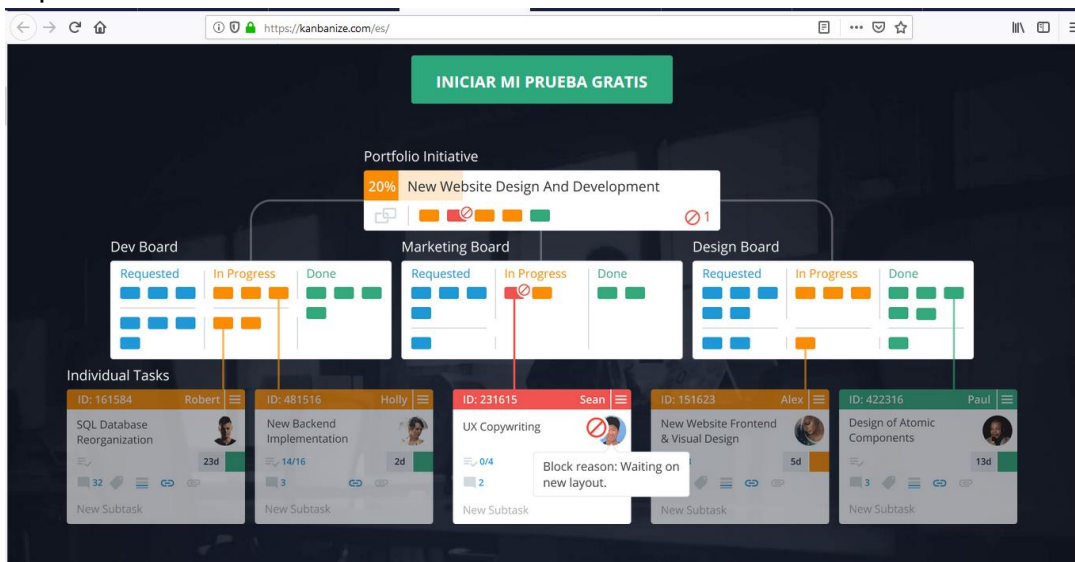 https://kanbanize.com/es/
INICIAR MI PRUEBA GRATIS
Portfolio Initiative
20% New Website Design And Development
1
Dev Board
Requested In Progress Done
Marketing Board
Requested In Progress Done
Design Board
Requested In Progress Done
Individual Tasks
ID: 161584 Robert
SQL Database
Reorganization
23d
32
New Subtask
ID: 481516 Holly
New Backend
Implementation
14/16 2d
3
New Subtask
ID: 231615 Sean
UX Copywriting
0/4
2
Block reason: Waiting on
new layout.
New Subtask
ID: 151623 Alex
New Website Frontend
& Visual Design
5d
New Subtask
ID: 422316 Paul
Design of Atomic
Components
13d
3
New Subtask